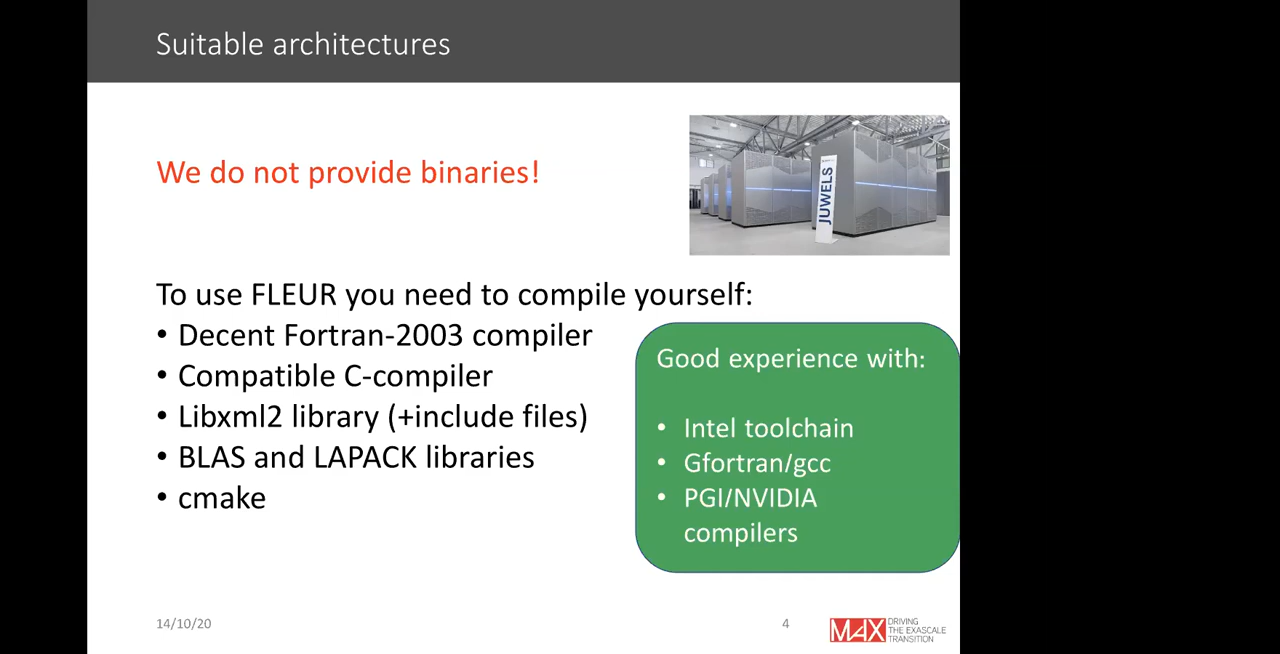 Suitable architectures
We do not provide binaries!
JUWELS
To use FLEUR you need to compile yourself:
• Decent Fortran-2003 compiler
• Compatible C-compiler
• Libxml2 library (+include files)
• BLAS and LAPACK libraries
• cmake
Good experience with:
• Intel toolchain
• Gfortran/gcc
• PGI/NVIDIA
compilers
14/10/20
4
MAX
DRIVING
THE EXASCALE
TRANSITION